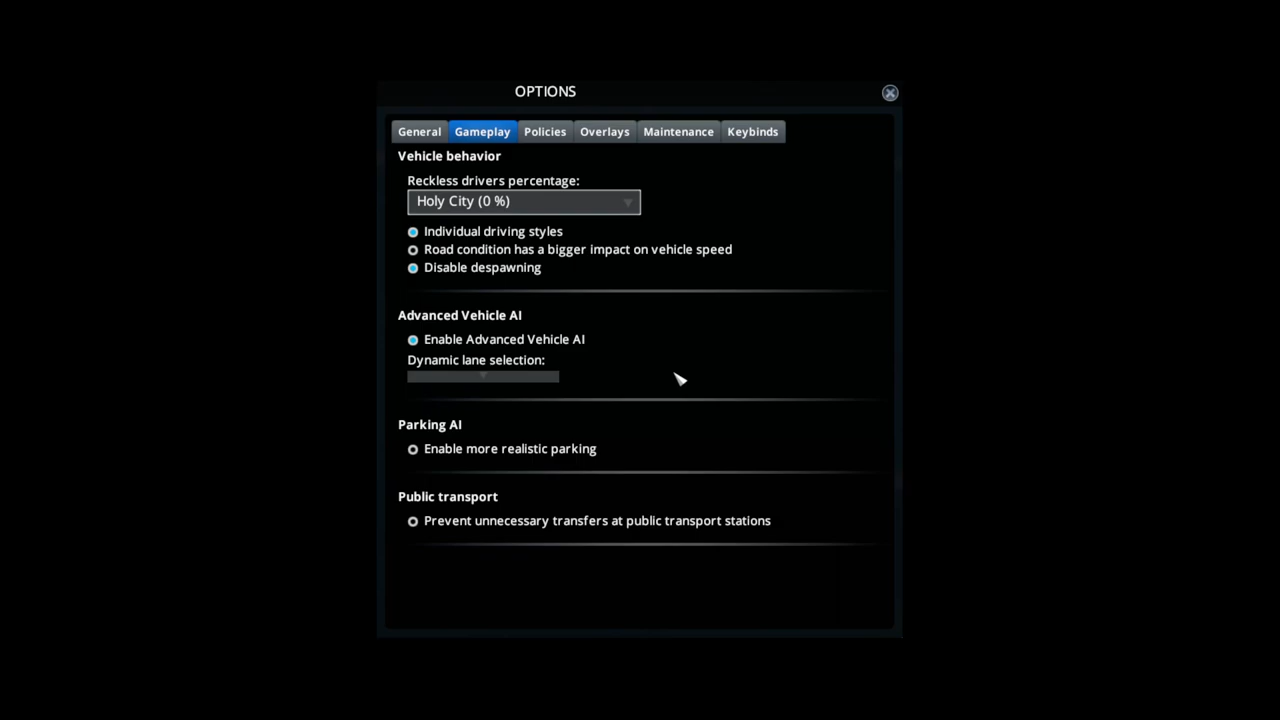 OPTIONS
General Gameplay Policies Overlays Maintenance Keybinds
Vehicle behavior
Reckless drivers percentage:
Holy City (0 %)
Individual driving styles
Road condition has a bigger impact on vehicle speed
Disable despawning
Advanced Vehicle AI
Enable Advanced Vehicle AI
Dynamic lane selection:
Parking AI
Enable more realistic parking
Public transport
Prevent unnecessary transfers at public transport stations